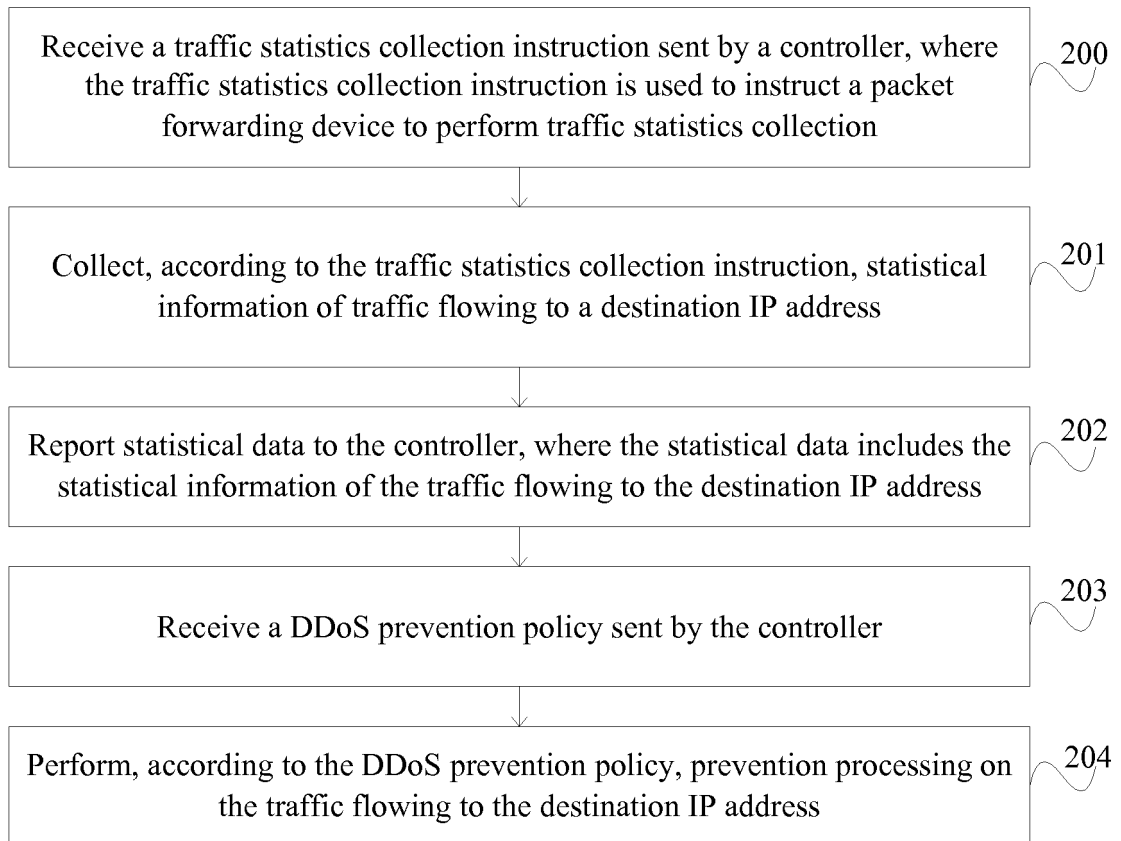 Receive a traffic statistics collection instruction sent by a controller, where
the traffic statistics collection instruction is used to instruct a packet
forwarding device to perform traffic statistics collection
200
Collect, according to the traffic statistics collection instruction, statistical
information of traffic flowing to a destination IP address
201
Report statistical data to the controller, where the statistical data includes the
statistical information of the traffic flowing to the destination IP address
202
Receive a DDoS prevention policy sent by the controller
203
Perform, according to the DDoS prevention policy, prevention processing on
the traffic flowing to the destination IP address
204